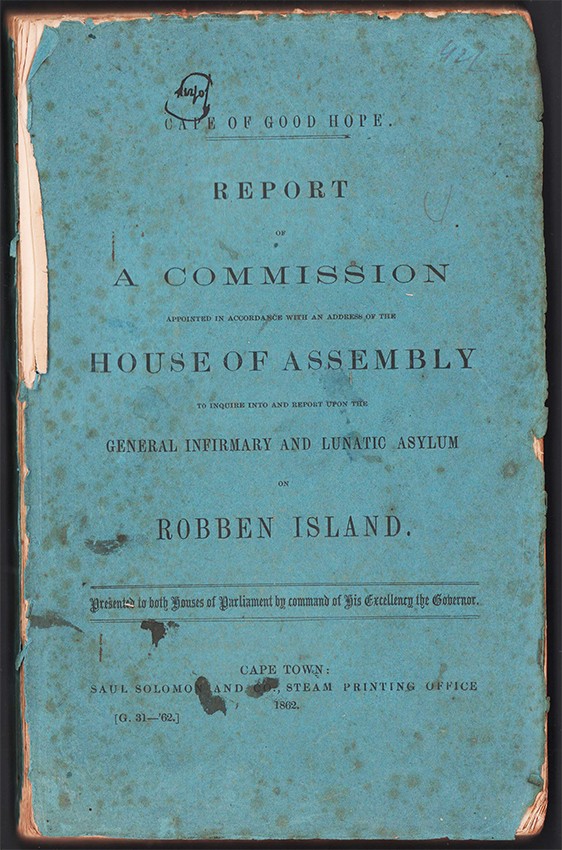 CAPE OF GOOD HOPE.
REPORT
OF
A COMMISSION
APPOINTED IN ACCORDANCE WITH AN ADDRESS OF THE
HOUSE OF ASSEMBLY
TO INQUIRE INTO AND REPORT UPON THE
GENERAL INFIRMARY AND LUNATIC ASYLUM
ON
ROBBEN ISLAND.
Presented to both Houses of Parliament by command of His Excellency the Governor.
CAPE TOWN:
SAUL SOLOMON AND CO., STEAM PRINTING OFFICE
1862.
[G. 31—'62.]